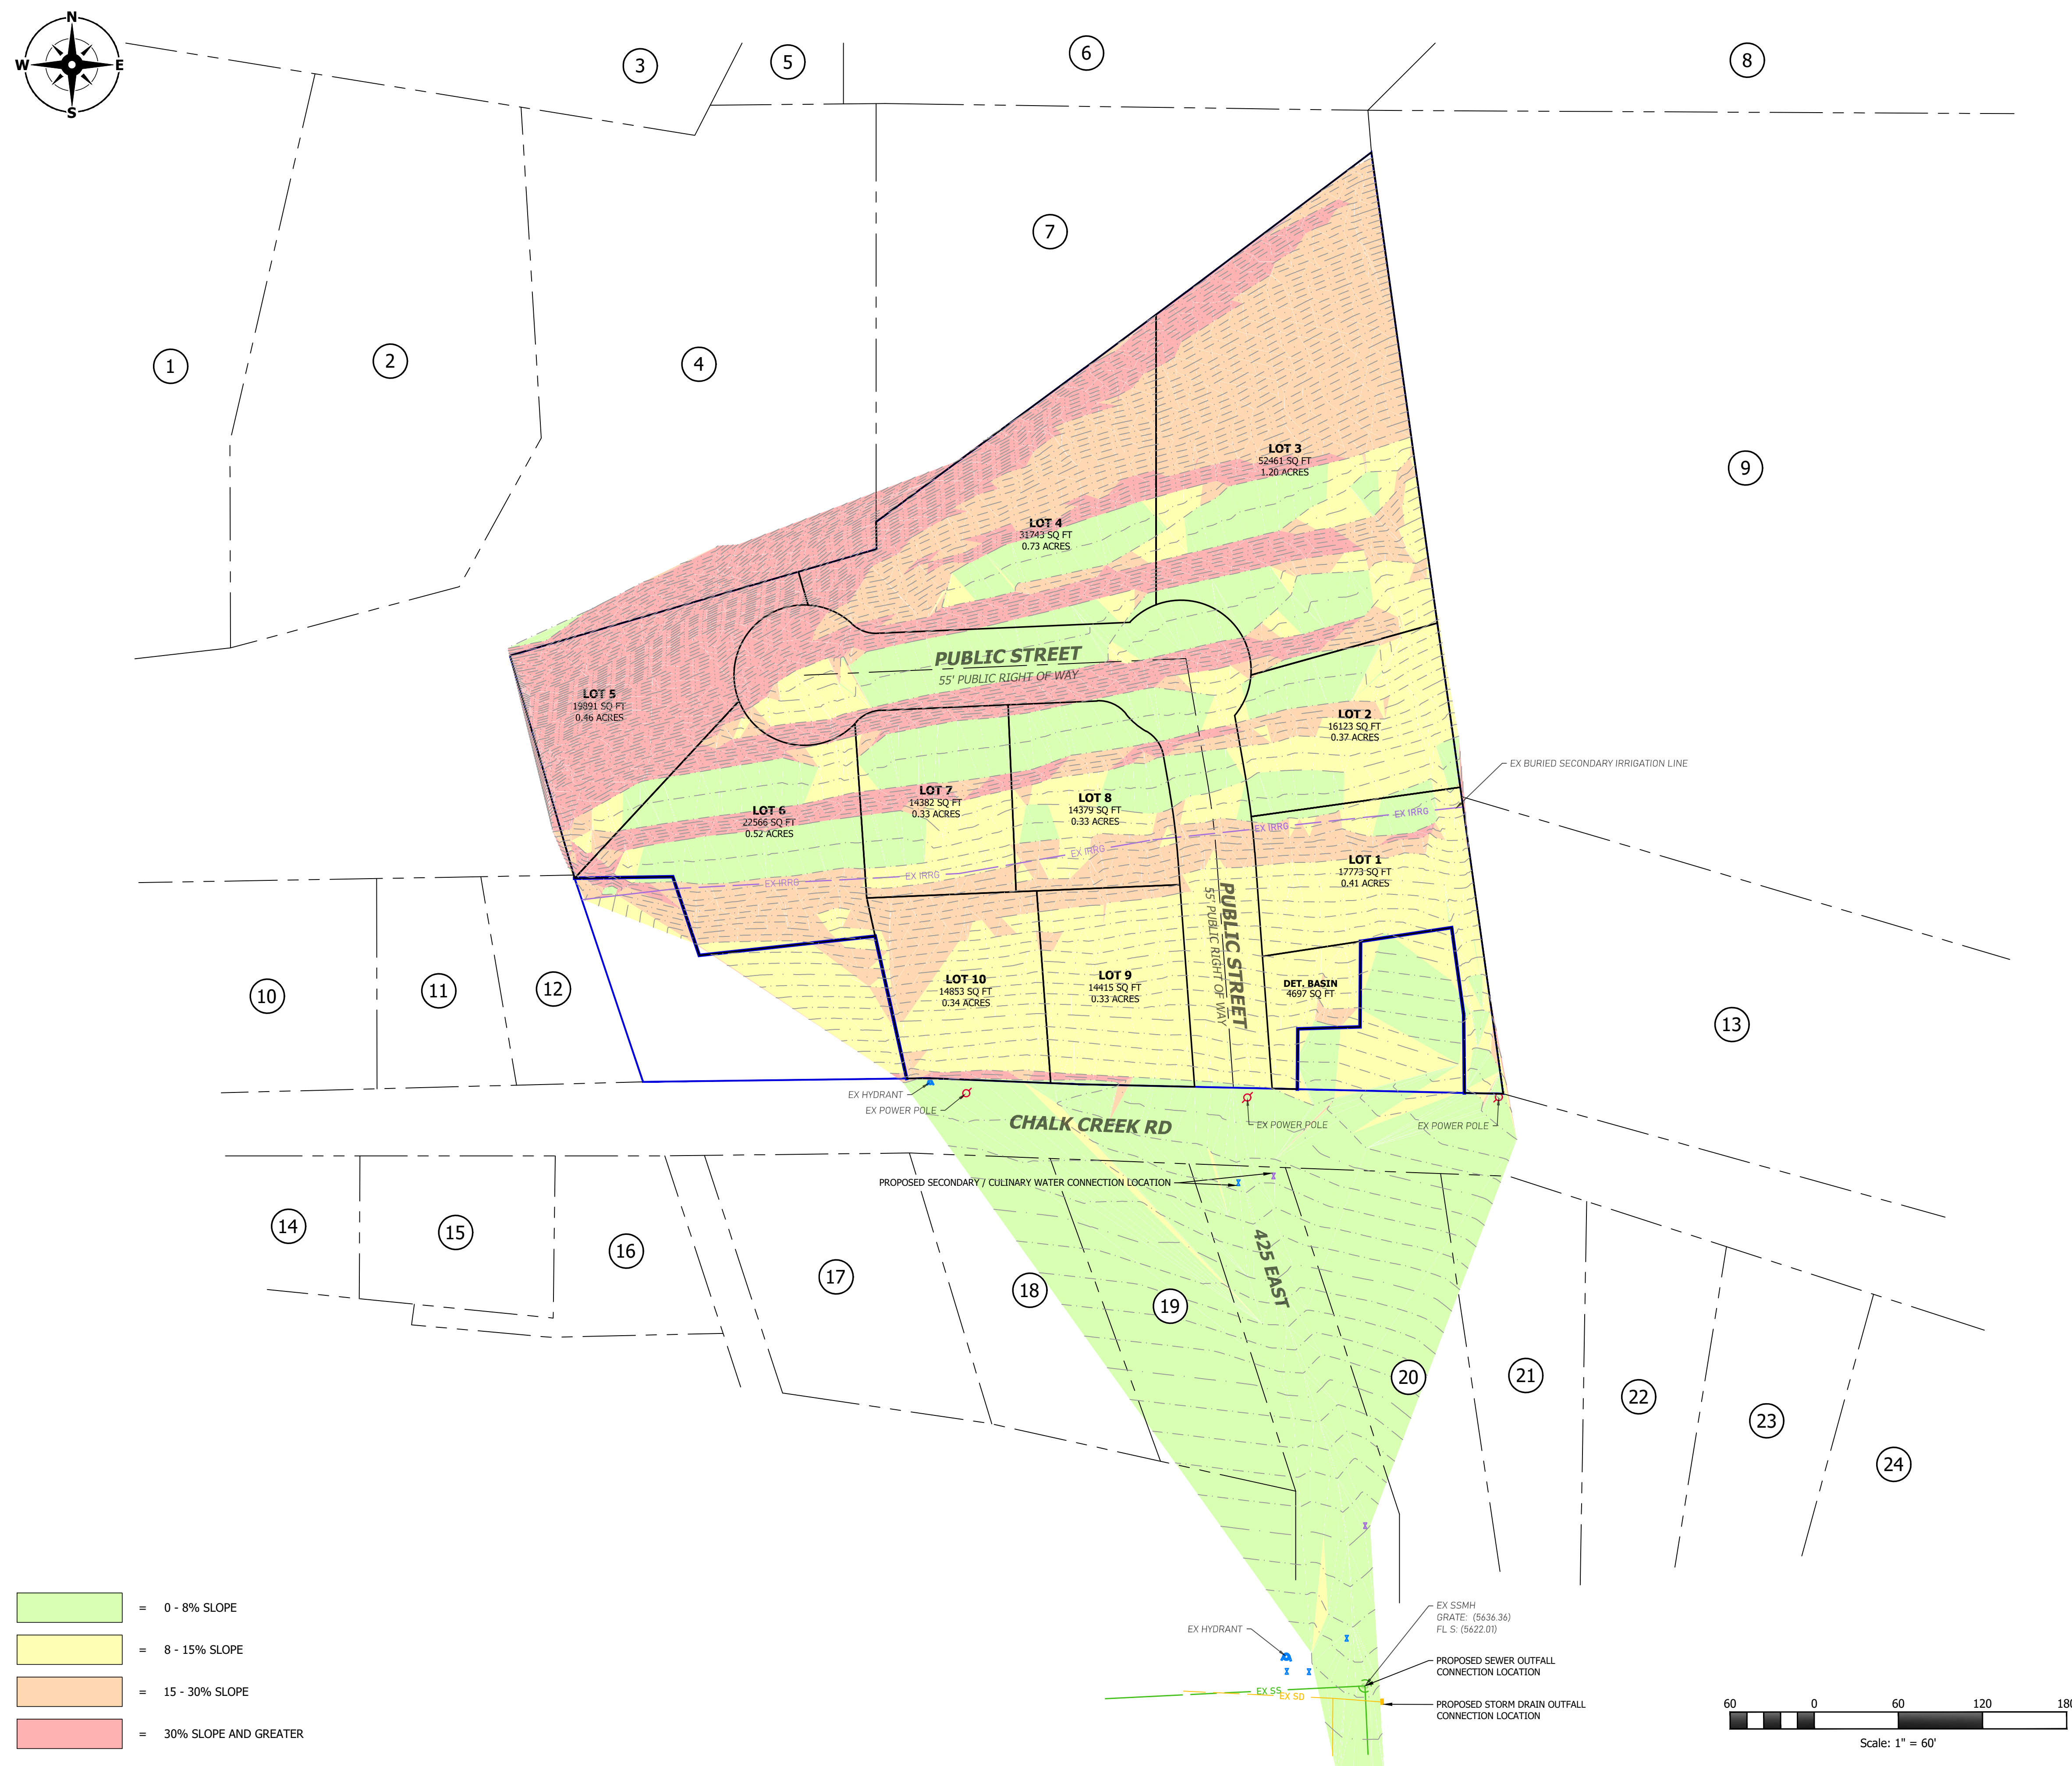 N
W
E
S
3
5
6
8
7
1
2
4
9
LOT 3
52461 SQ FT
1.20 ACRES
LOT 4
31743 SQ FT
0.73 ACRES
PUBLIC STREET
55' PUBLIC RIGHT OF WAY
LOT 5
19891 SQ FT
0.46 ACRES
LOT 2
16123 SQ FT
0.37 ACRES
EX BURIED SECONDARY IRRIGATION LINE
LOT 6
22566 SQ FT
0.52 ACRES
LOT 7
14382 SQ FT
0.33 ACRES
LOT 8
14379 SQ FT
0.33 ACRES
EX IRRG
EX IRRG
EX IRRG
EX IRRG
EX IRRG
LOT 1
17773 SQ FT
0.41 ACRES
PUBLIC STREET
55' PUBLIC RIGHT OF WAY
10
11
12
LOT 10
14853 SQ FT
0.34 ACRES
LOT 9
14415 SQ FT
0.33 ACRES
DET. BASIN
4697 SQ FT
13
EX HYDRANT
EX POWER POLE
EX POWER POLE
EX POWER POLE
CHALK CREEK RD
PROPOSED SECONDARY / CULINARY WATER CONNECTION LOCATION
14
15
16
17
18
19
425 EAST
20
21
22
23
24
0 - 8% SLOPE
=
8 - 15% SLOPE
=
15 - 30% SLOPE
=
30% SLOPE AND GREATER
=
EX HYDRANT
EX SSMH
GRATE: (5636.36)
FL S: (5622.01)
PROPOSED SEWER OUTFALL
CONNECTION LOCATION
EX SS
EX SD
PROPOSED STORM DRAIN OUTFALL
CONNECTION LOCATION
60 0 60 120 180
Scale: 1" = 60'